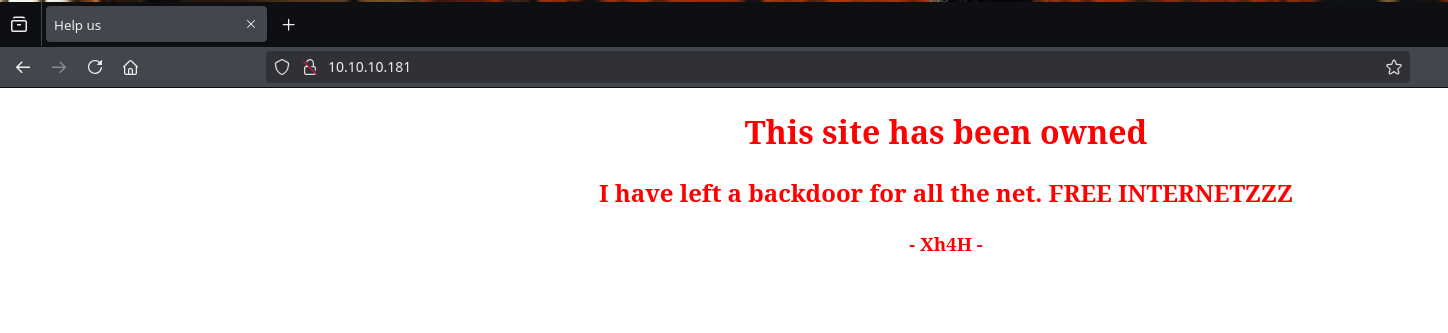 Help us
10.10.10.181
This site has been owned
I have left a backdoor for all the net. FREE INTERNETZZZ
- Xh4H -